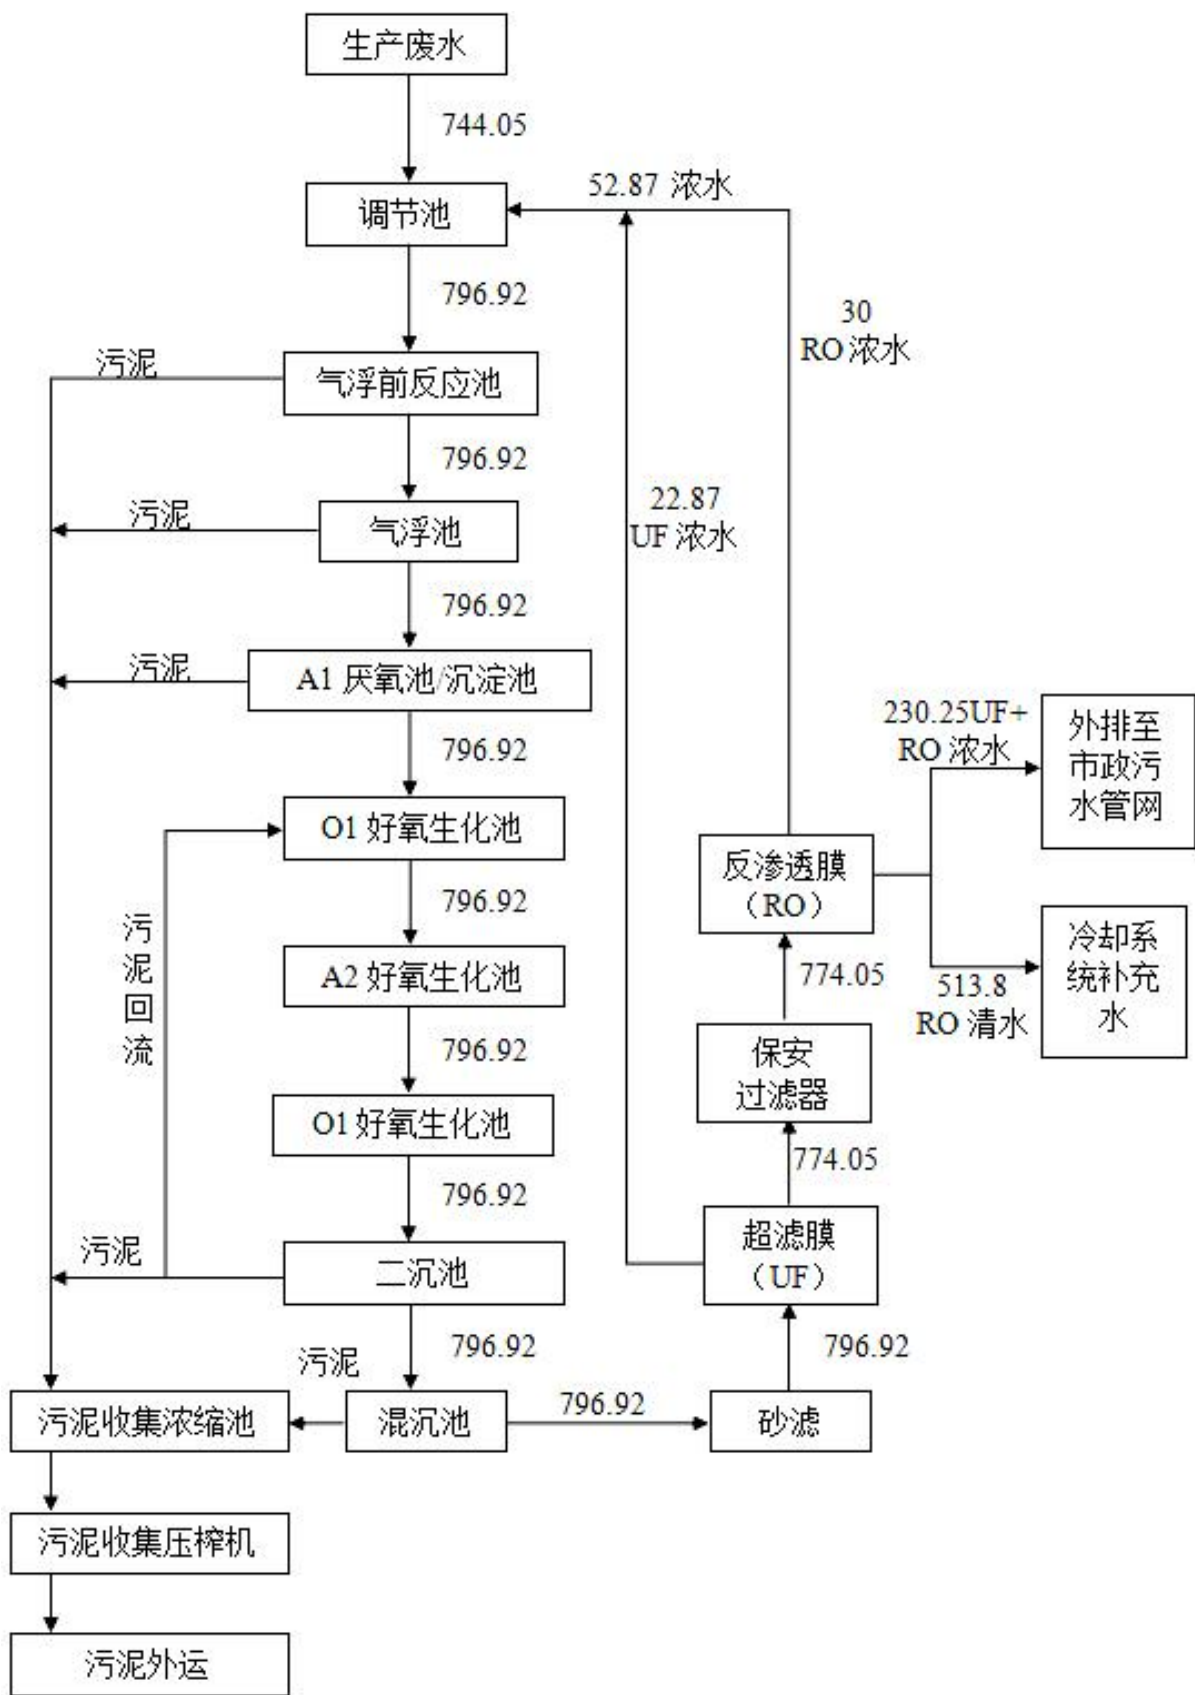 生产废水
744.05
52.87 浓水
调节池
796.92
30
RO 浓水
污泥
气浮前反应池
796.92
22.87
UF 浓水
污泥
气浮池
796.92
污泥
A1 厌氧池/沉淀池
230.25UF+
RO 浓水
外排至
市政污
水管网
796.92
O1 好氧生化池
反渗透膜
（RO）
796.92
污
泥
回
流
冷却系
统补充
水
A2 好氧生化池
774.05
513.8
RO 清水
796.92
保安
过滤器
O1 好氧生化池
774.05
796.92
超滤膜
（UF）
污泥
二沉池
796.92
796.92
污泥
污泥收集浓缩池
混沉池
796.92
砂滤
污泥收集压榨机
污泥外运